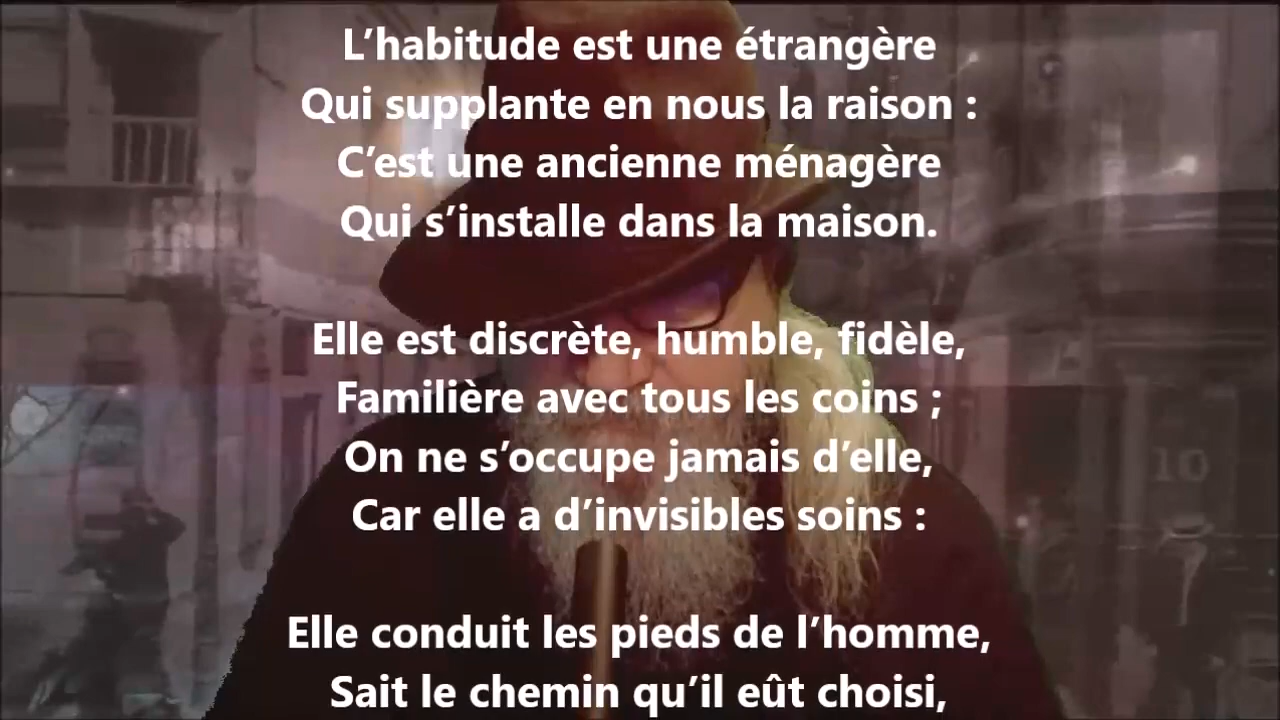 L’habitude est une étrangère
Qui supplante en nous la raison :
C’est une ancienne ménagère
Qui s’installe dans la maison.
Elle est discrète, humble, fidèle,
Familière avec tous les coins ;
On ne s’occupe jamais d’elle,
Car elle a d’invisibles soins :
Elle conduit les pieds de l’homme,
Sait le chemin qu’il eût choisi,
10